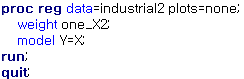 proc reg data=industrial2 plots=none;
weight one_X2;
model Y=X;
run;
quit;